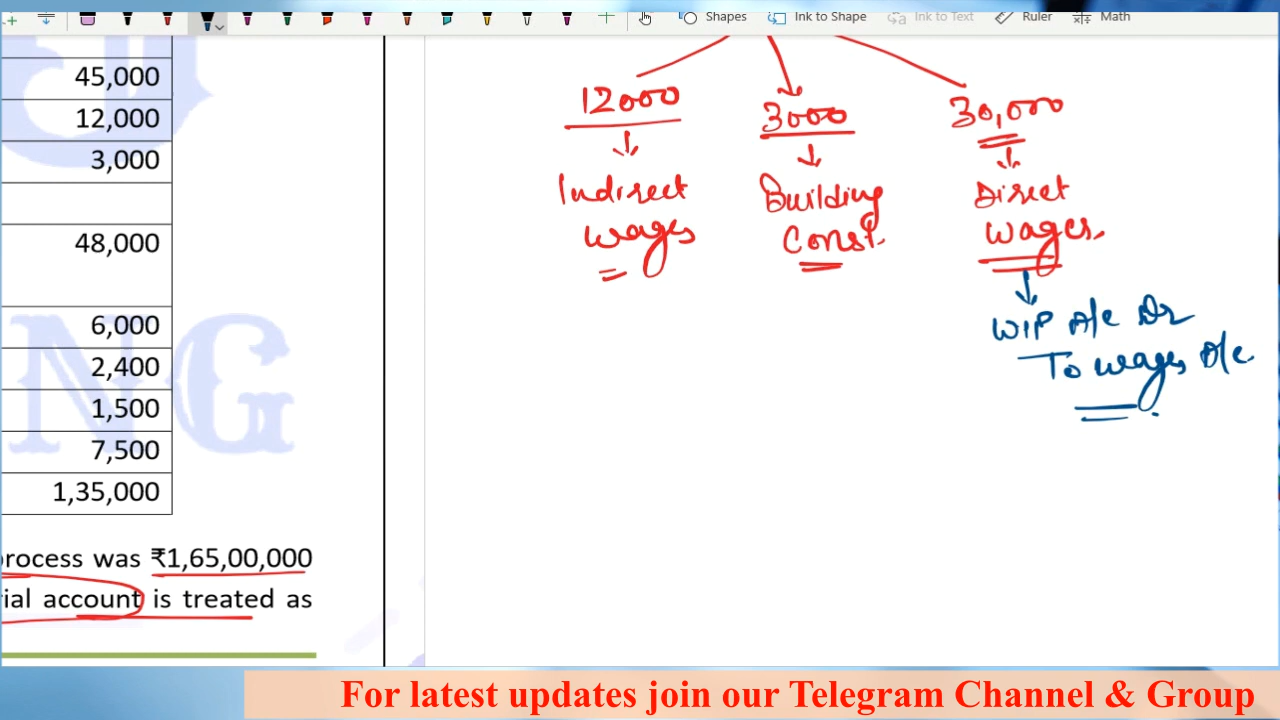 Shapes Ink to Shape Ink to Text Ruler Math
45,000
12,000
3,000
48,000
6,000
2,400
1,500
7,500
1,35,000
rocess was ₹1,65,00,000
ial account is treated as
NG
12000 3000 30,000
Indirect Building Direct
wages Const. wages.
WIP A/c Dr
To wages A/c
For latest updates join our Telegram Channel & Group